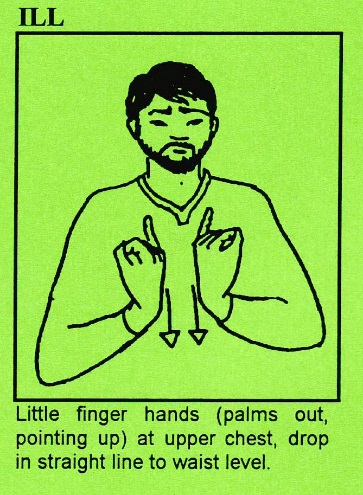 ILL
Little finger hands (palms out,
pointing up) at upper chest, drop
in straight line to waist level.